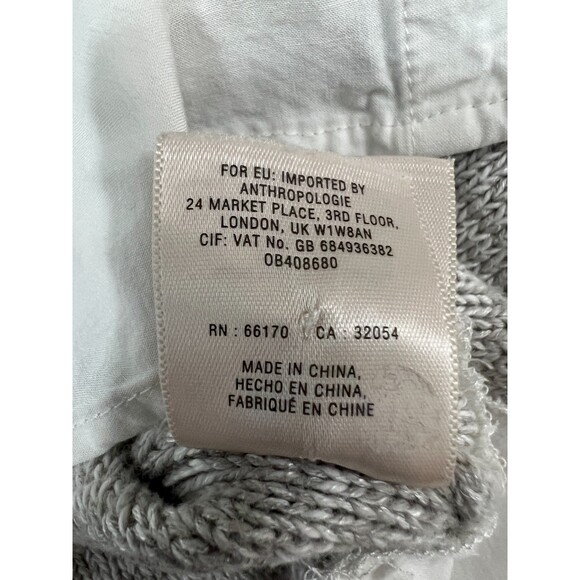 FOR EU: IMPORTED BY
ANTHROPOLOGIE
24 MARKET PLACE, 3RD FLOOR,
LONDON, UK W1W8AN
CIF: VAT No. GB 684936382
OB408680
RN : 66170 CA : 32054
MADE IN CHINA,
HECHO EN CHINA,
FABRIQUÉ EN CHINE